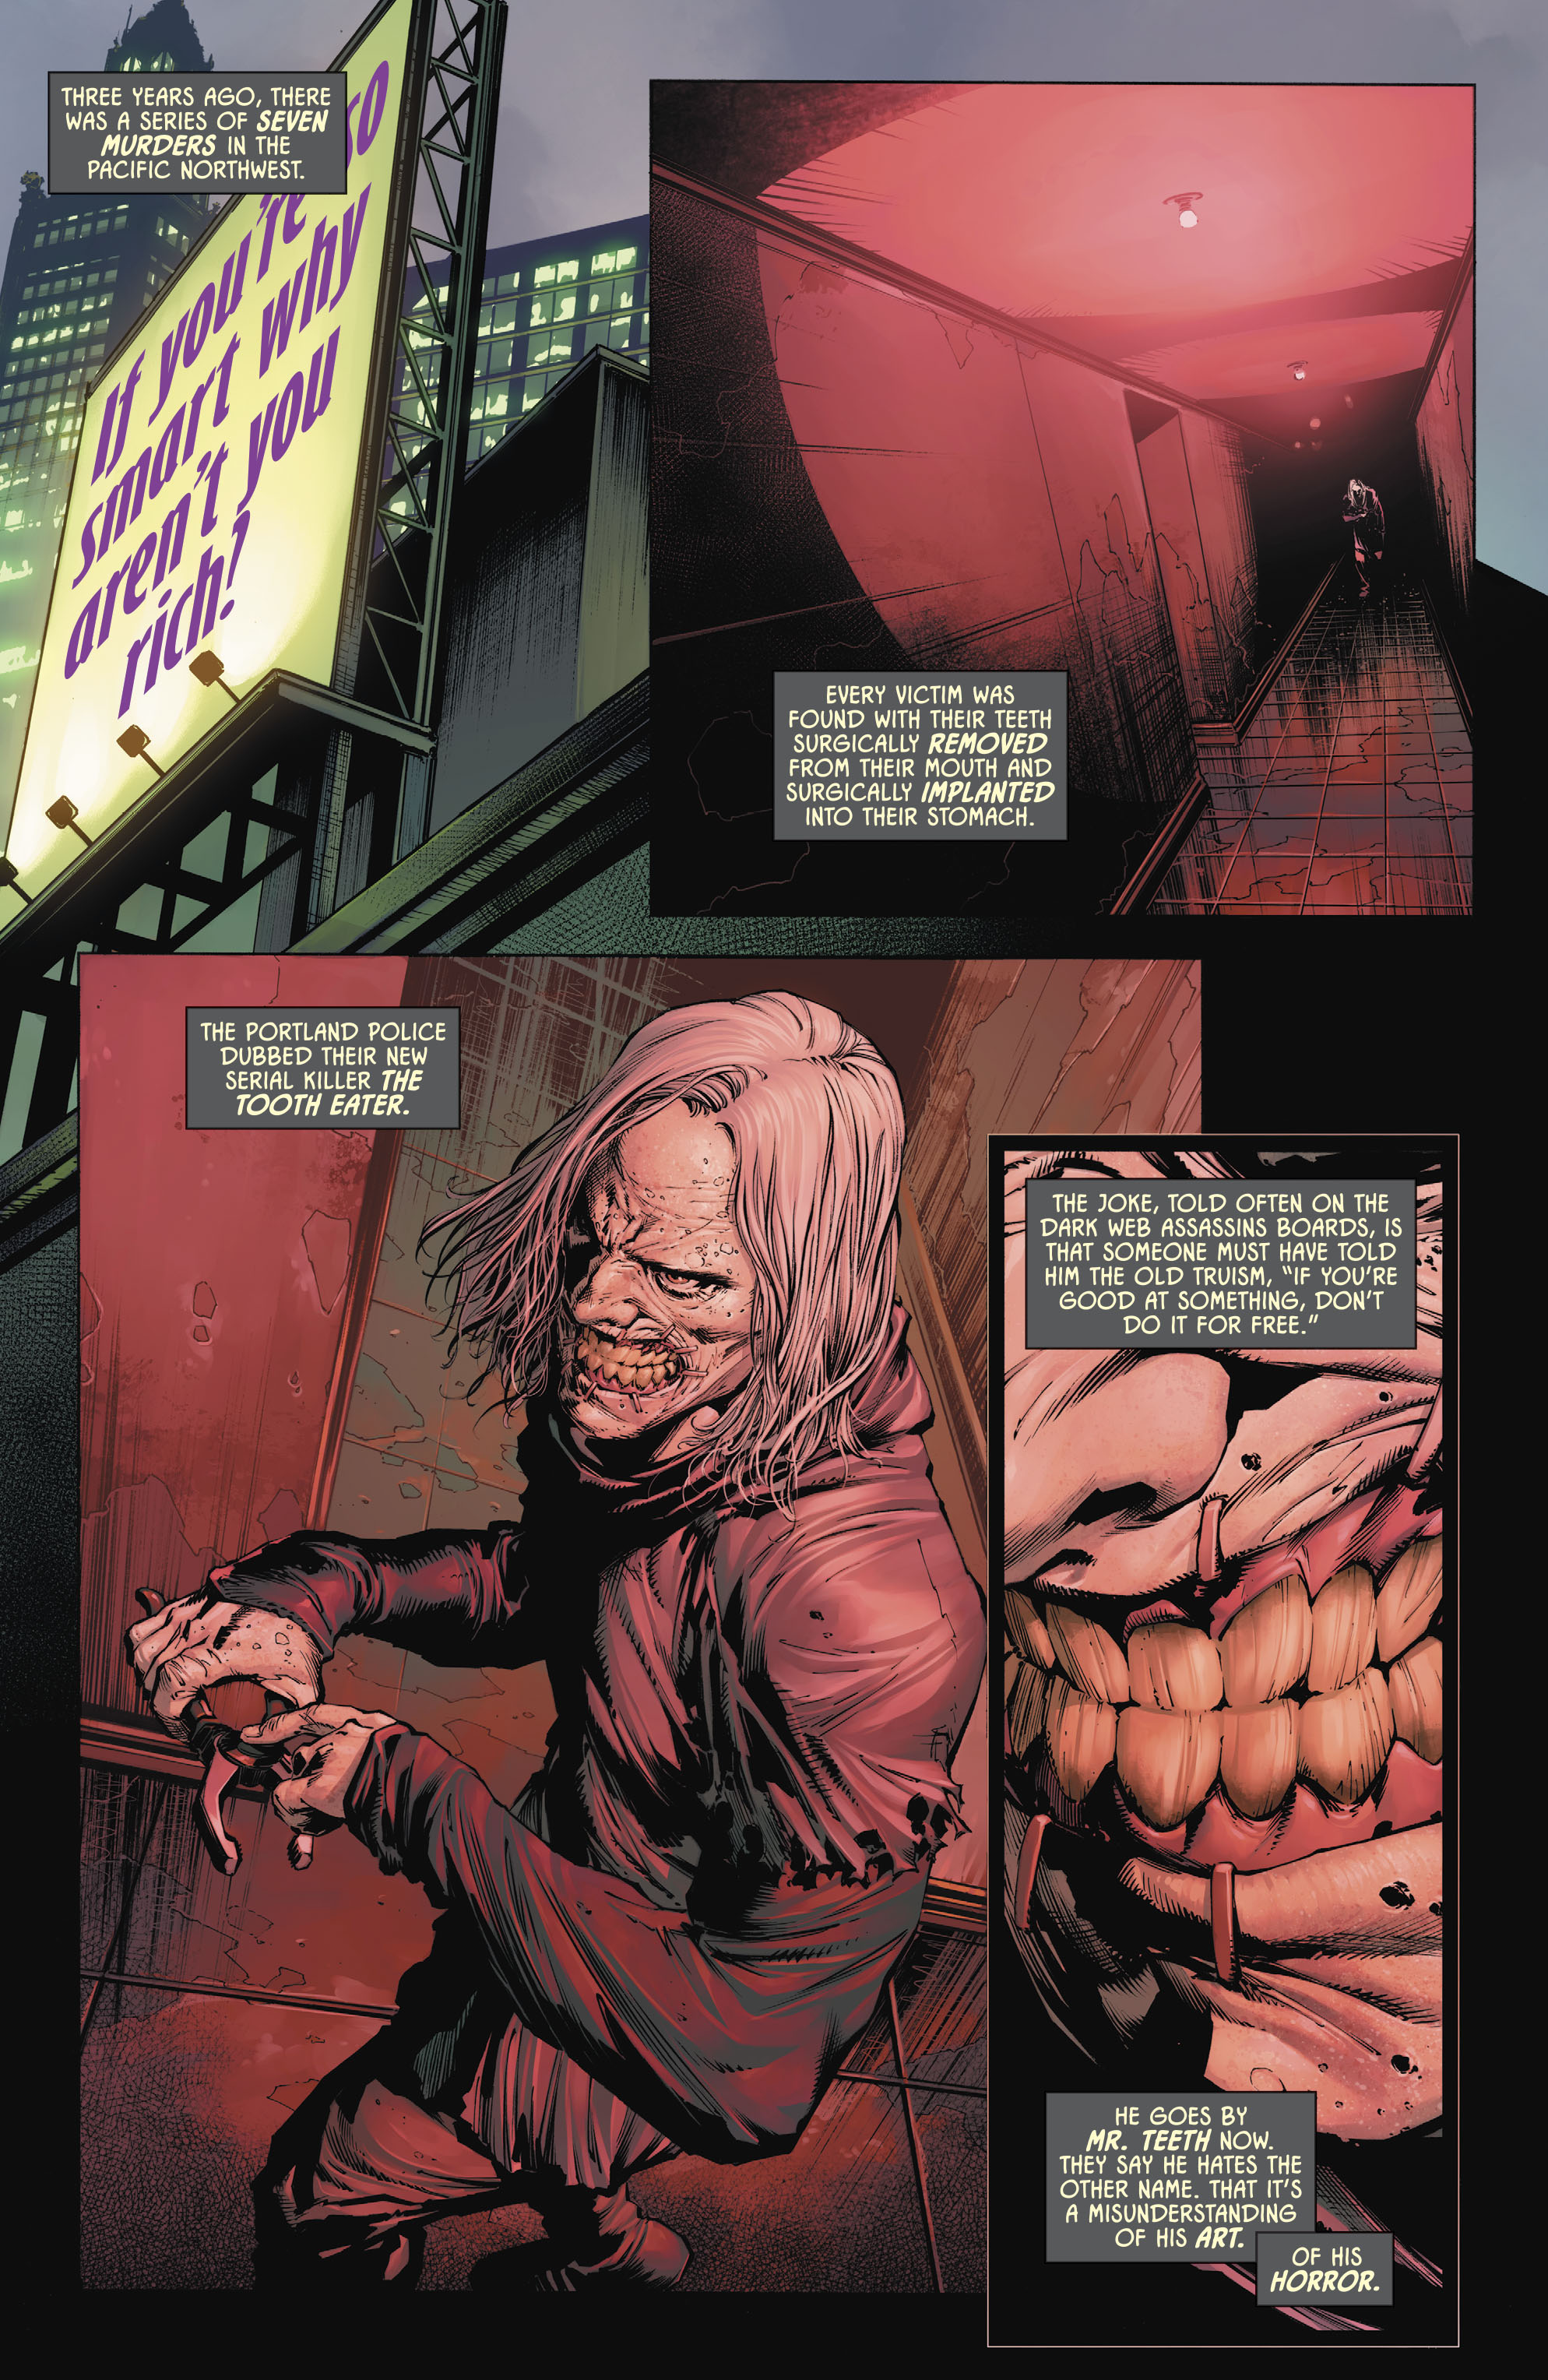 THREE YEARS AGO, THERE
WAS A SERIES OF SEVEN
MURDERS IN THE
PACIFIC NORTHWEST.
If you're so
smart why
aren't you
rich?
EVERY VICTIM WAS
FOUND WITH THEIR TEETH
SURGICALLY REMOVED
FROM THEIR MOUTH AND
SURGICALLY IMPLANTED
INTO THEIR STOMACH.
THE PORTLAND POLICE
DUBBED THEIR NEW
SERIAL KILLER THE
TOOTH EATER.
THE JOKE, TOLD OFTEN ON THE
DARK WEB ASSASSINS BOARDS, IS
THAT SOMEONE MUST HAVE TOLD
HIM THE OLD TRUISM, "IF YOU'RE
GOOD AT SOMETHING, DON'T
DO IT FOR FREE."
HE GOES BY
MR. TEETH NOW.
THEY SAY HE HATES THE
OTHER NAME. THAT IT'S
A MISUNDERSTANDING
OF HIS ART.
OF HIS
HORROR.